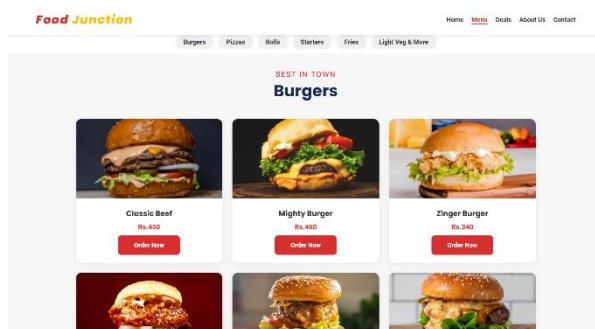 Food Junction
Home Menu Deals About Us Contact
Burgers Pizzas Rolls Starters Fries Light Veg & More
BEST IN TOWN
Burgers
Classic Beef
Rs.450
Order Now
Mighty Burger
Rs.460
Order Now
Zinger Burger
Rs.340
Order Now